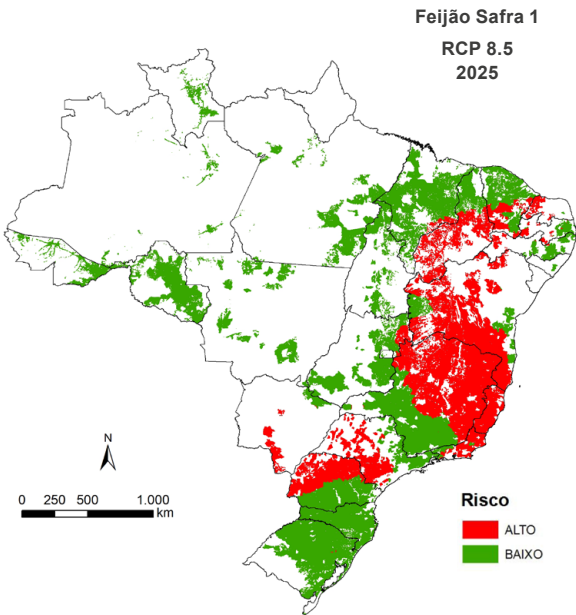 Feijão Safra 1
RCP 8.5
2025
N
0 250 500 1.000
km
Risco
ALTO
BAIXO